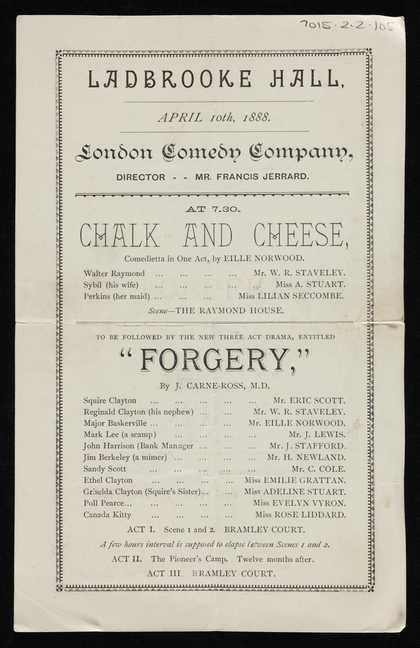 7015-2-2-105
LADBROOKE HALL,
APRIL 10th, 1888.
London Comedy Company,
DIRECTOR - - MR. FRANCIS JERRARD.
AT 7.30.
CHALK AND CHEESE,
Comedietta in One Act, by EILLE NORWOOD.
Walter Raymond ... ... ... ... Mr. W. R. STAVELEY.
Sybil (his wife) ... ... ... ... ... Miss A. STUART.
Perkins (her maid) ... ... ... Miss LILIAN SECCOMBE.
Scene—THE RAYMOND HOUSE.
TO BE FOLLOWED BY THE NEW THREE ACT DRAMA, ENTITLED
"FORGERY,"
By J. CARNE-ROSS, M.D.
Squire Clayton ... ... ... ... ... Mr. ERIC SCOTT.
Reginald Clayton (his nephew) ... ... Mr. W. R. STAVELEY.
Major Baskerville ... ... ... ... Mr. EILLE NORWOOD.
Mark Lee (a scamp) ... ... ... ... Mr. J. LEWIS.
John Harrison (Bank Manager ... ... Mr. J. STAFFORD.
Jim Berkeley (a mimer) ... ... ... Mr. H. NEWLAND.
Sandy Scott ... ... ... ... ... Mr. C. COLE.
Ethel Clayton ... ... ... ... Miss EMILIE GRATTAN.
Griselda Clayton (Squire's Sister)... ... Miss ADELINE STUART.
Poll Pearce... ... ... ... ... Miss EVELYN VYRON.
Canada Kitty ... ... ... ... Miss ROSE LIDDARD.
ACT I. Scene 1 and 2. BRAMLEY COURT.
A few hours interval is supposed to elapse between Scenes 1 and 2.
ACT II. The Pioneer's Camp. Twelve months after.
ACT III BRAMLEY COURT.